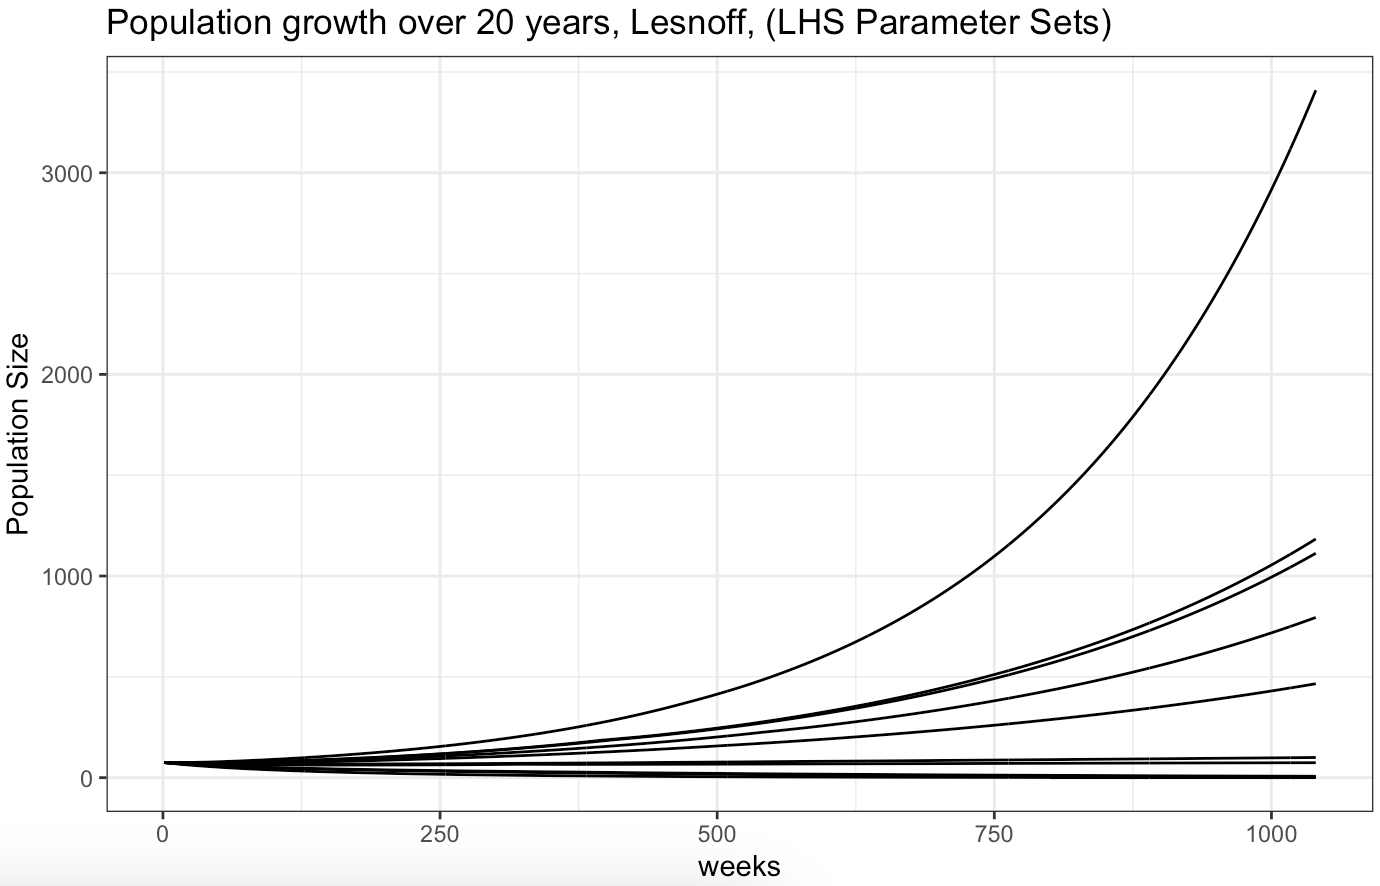 Population growth over 20 years, Lesnoff, (LHS Parameter Sets)
Population Size
3000
2000
1000
0
0 250 500 750 1000
weeks